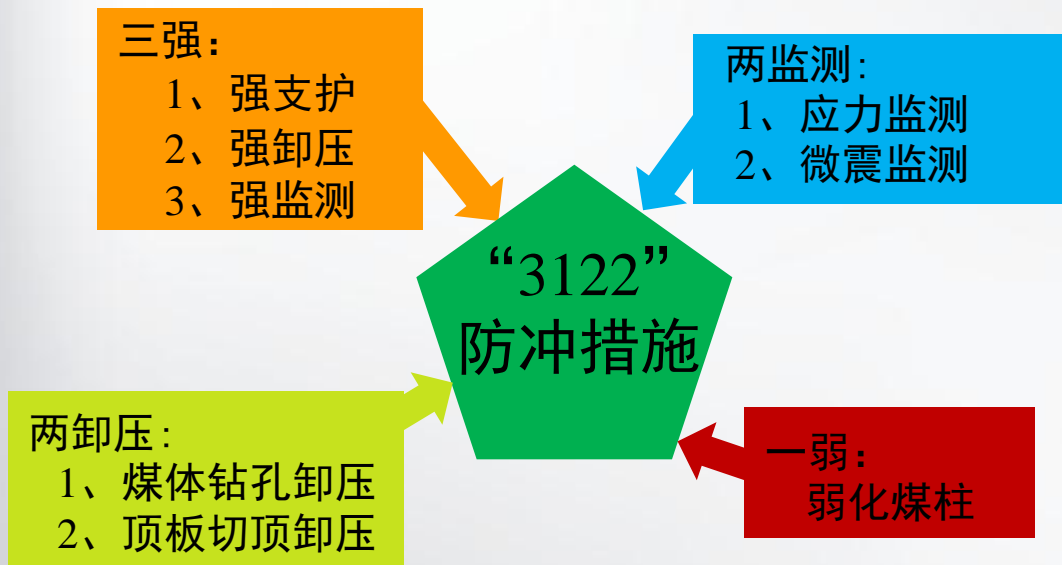 三强：
1、强支护
2、强卸压
3、强监测
两监测:
1、应力监测
2、微震监测
“3122”
防冲措施
两卸压:
1、煤体钻孔卸压
2、顶板切顶卸压
一弱：
弱化煤柱